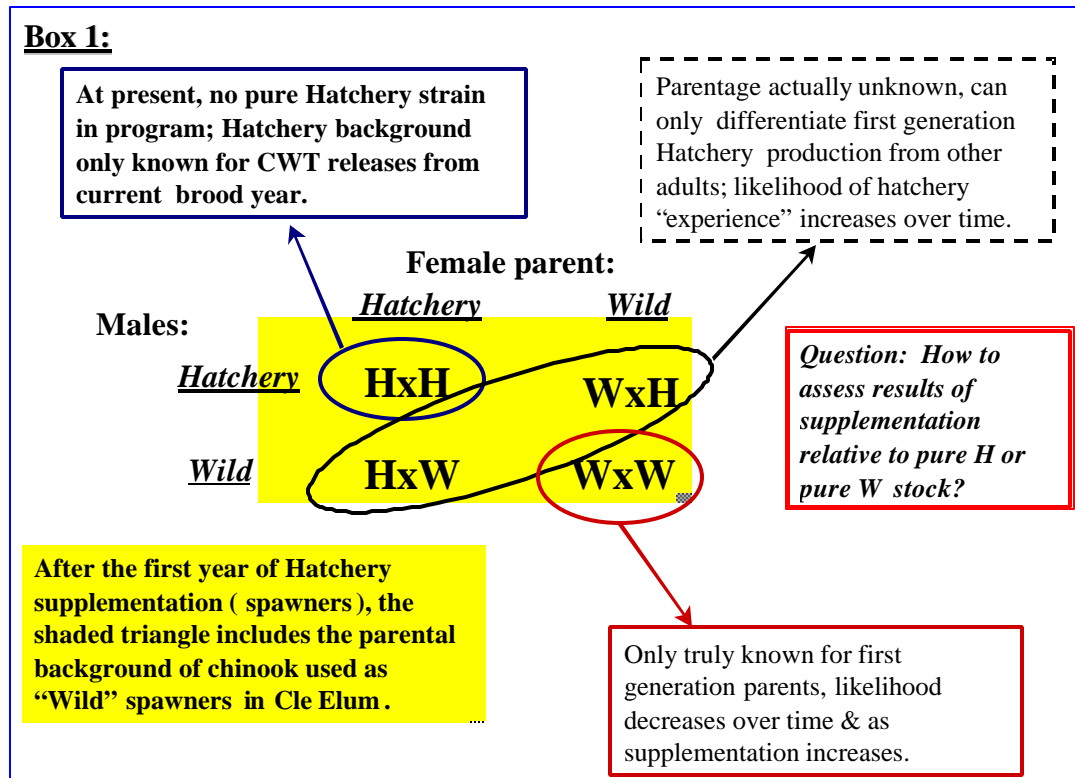 Box 1:
At present, no pure Hatchery strain
in program; Hatchery background
only known for CWT releases from
current brood year.
Parentage actually unknown, can
only differentiate first generation
Hatchery production from other
adults; likelihood of hatchery
“experience” increases over time.
Female parent:
Hatchery Wild
Males:
Hatchery HxH WxH
Wild HxW WxW
Question: How to
assess results of
supplementation
relative to pure H or
pure W stock?
After the first year of Hatchery
supplementation ( spawners ), the
shaded triangle includes the parental
background of chinook used as
“Wild” spawners in Cle Elum .
Only truly known for first
generation parents, likelihood
decreases over time & as
supplementation increases.